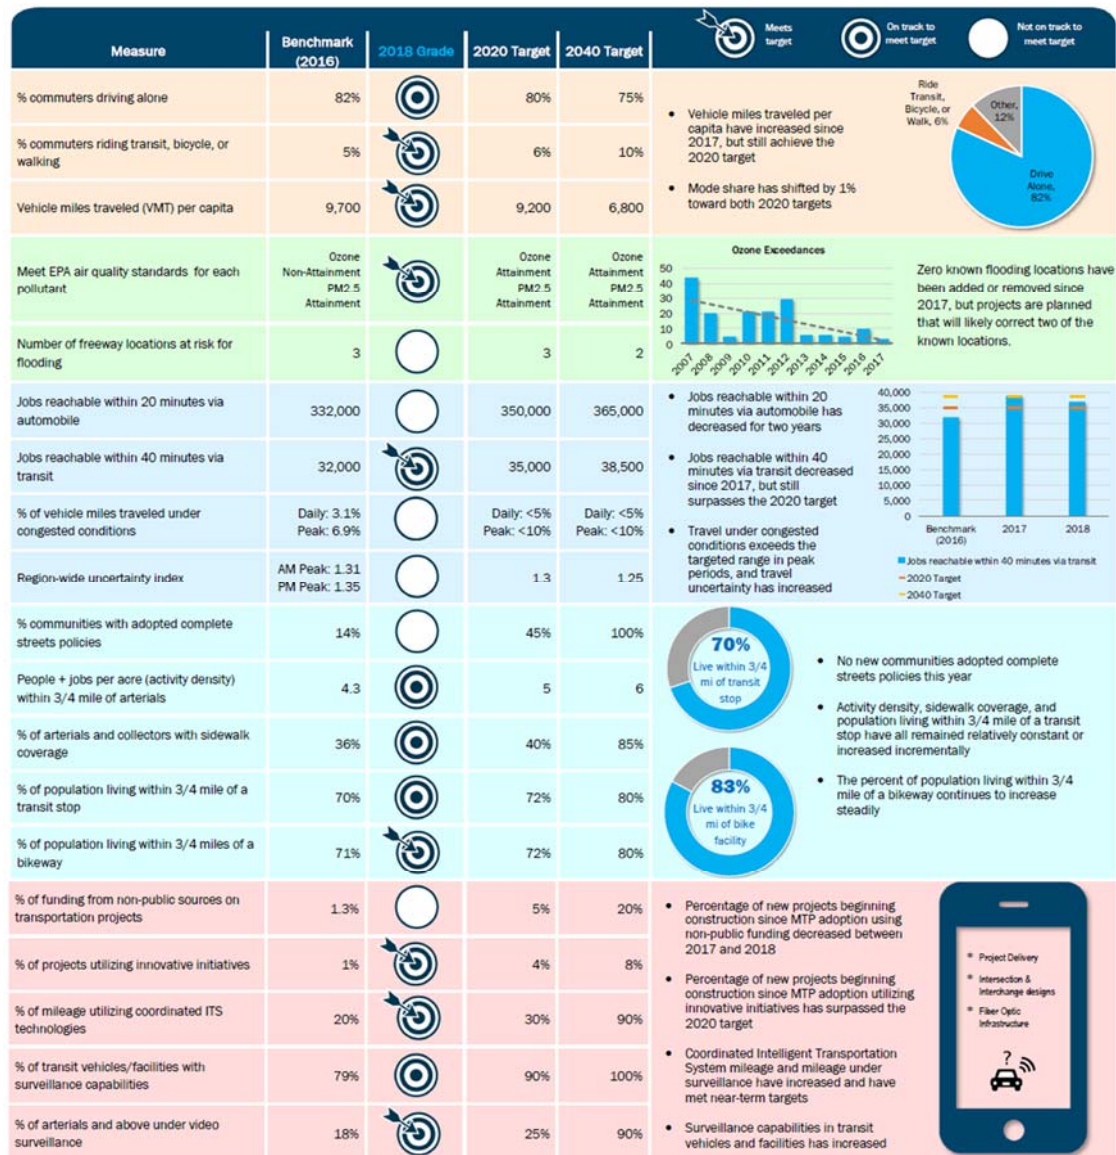 Measure
Benchmark
(2016)
2018 Grade
2020 Target
2040 Target
Meets
target
On track to
meet target
Not on track to
meet target
% commuters driving alone
82%
80%
75%
% commuters riding transit, bicycle, or
walking
5%
6%
10%
Vehicle miles traveled (VMT) per capita
9,700
9,200
6,800
• Vehicle miles traveled per
capita have increased since
2017, but still achieve the
2020 target
• Mode share has shifted by 1%
toward both 2020 targets
Ride
Transit,
Bicycle, or
Walk, 6%
Other,
12%
Drive
Alone,
82%
Meet EPA air quality standards for each
pollutant
Ozone
Non-Attainment
PM2.5
Attainment
Ozone
Attainment
PM2.5
Attainment
Ozone
Attainment
PM2.5
Attainment
Number of freeway locations at risk for
flooding
3
3
2
Ozone Exceedances
50
40
30
20
10
0
2007
2008
2009
2010
2011
2012
2013
2014
2015
2016
2017
Zero known flooding locations have
been added or removed since
2017, but projects are planned
that will likely correct two of the
known locations.
Jobs reachable within 20 minutes via
automobile
332,000
350,000
365,000
Jobs reachable within 40 minutes via
transit
32,000
35,000
38,500
% of vehicle miles traveled under
congested conditions
Daily: 3.1%
Peak: 6.9%
Daily: <5%
Peak: <10%
Daily: <5%
Peak: <10%
Region-wide uncertainty index
AM Peak: 1.31
PM Peak: 1.35
1.3
1.25
• Jobs reachable within 20
minutes via automobile has
decreased for two years
• Jobs reachable within 40
minutes via transit decreased
since 2017, but still
surpasses the 2020 target
• Travel under congested
conditions exceeds the
targeted range in peak
periods, and travel
uncertainty has increased
40,000
35,000
30,000
25,000
20,000
15,000
10,000
5,000
0
Benchmark
(2016)
2017
2018
Jobs reachable within 40 minutes via transit
2020 Target
2040 Target
% communities with adopted complete
streets policies
14%
45%
100%
People + jobs per acre (activity density)
within 3/4 mile of arterials
4.3
5
6
% of arterials and collectors with sidewalk
coverage
36%
40%
85%
% of population living within 3/4 mile of a
transit stop
70%
72%
80%
% of population living within 3/4 miles of a
bikeway
71%
72%
80%
70%
Live within 3/4
mi of transit
stop
83%
Live within 3/4
mi of bike
facility
• No new communities adopted complete
streets policies this year
• Activity density, sidewalk coverage, and
population living within 3/4 mile of a transit
stop have all remained relatively constant or
increased incrementally
• The percent of population living within 3/4
mile of a bikeway continues to increase
steadily
% of funding from non-public sources on
transportation projects
1.3%
5%
20%
% of projects utilizing innovative initiatives
1%
4%
8%
% of mileage utilizing coordinated ITS
technologies
20%
30%
90%
% of transit vehicles/facilities with
surveillance capabilities
79%
90%
100%
% of arterials and above under video
surveillance
18%
25%
90%
• Percentage of new projects beginning
construction since MTP adoption using
non-public funding decreased between
2017 and 2018
• Percentage of new projects beginning
construction since MTP adoption utilizing
innovative initiatives has surpassed the
2020 target
• Coordinated Intelligent Transportation
System mileage and mileage under
surveillance have increased and have
met near-term targets
• Surveillance capabilities in transit
vehicles and facilities has increased
* Project Delivery
* Intersection &
Interchange designs
* Fiber Optic
Infrastructure
?